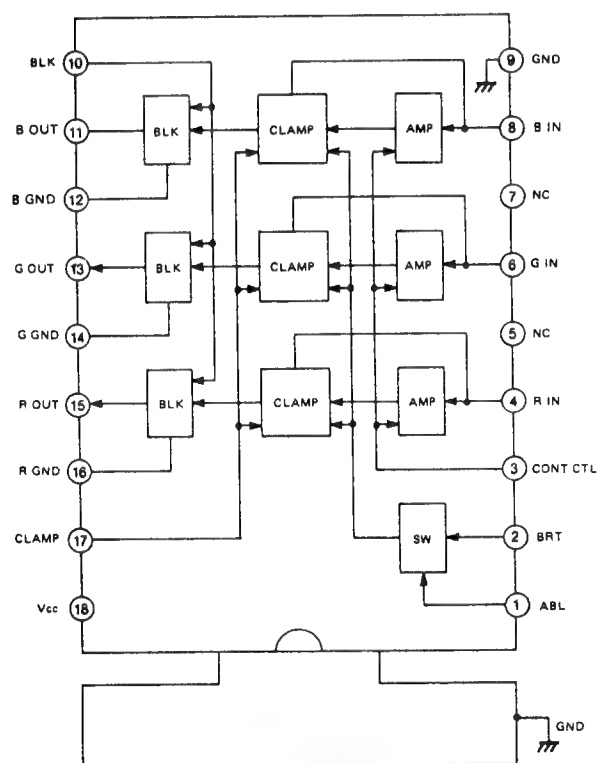 BLK 10 9 GND
B OUT 11 BLK CLAMP AMP 8 B IN
B GND 12 7 NC
G OUT 13 BLK CLAMP AMP 6 G IN
G GND 14 5 NC
R OUT 15 BLK CLAMP AMP 4 R IN
R GND 16 3 CONT CTL
CLAMP 17 SW 2 BRT
Vcc 18 1 ABL
GND